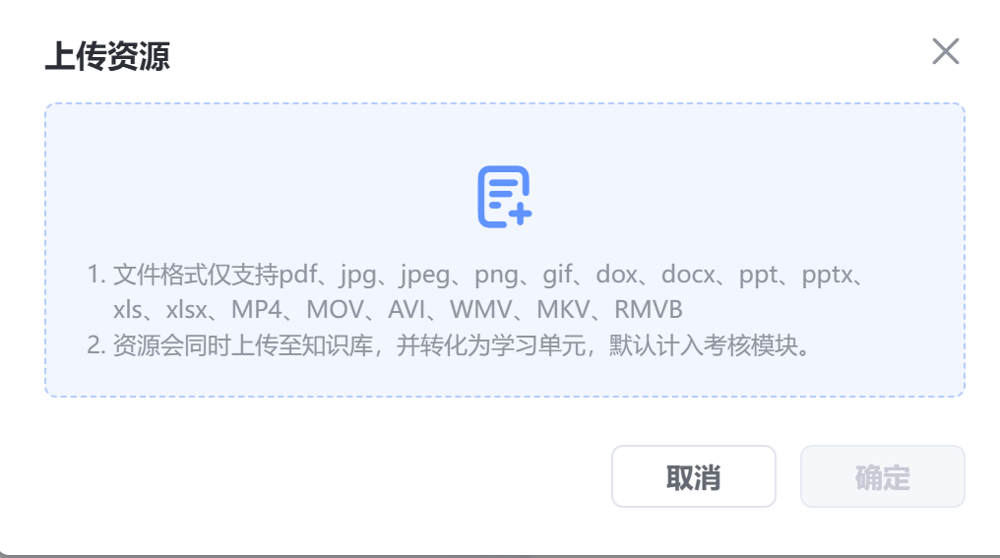 上传资源
1. 文件格式仅支持pdf、jpg、jpeg、png、gif、dox、docx、ppt、pptx、
xls、xlsx、MP4、MOV、AVI、WMV、MKV、RMVB
2. 资源会同时上传至知识库，并转化为学习单元，默认计入考核模块。
取消
确定